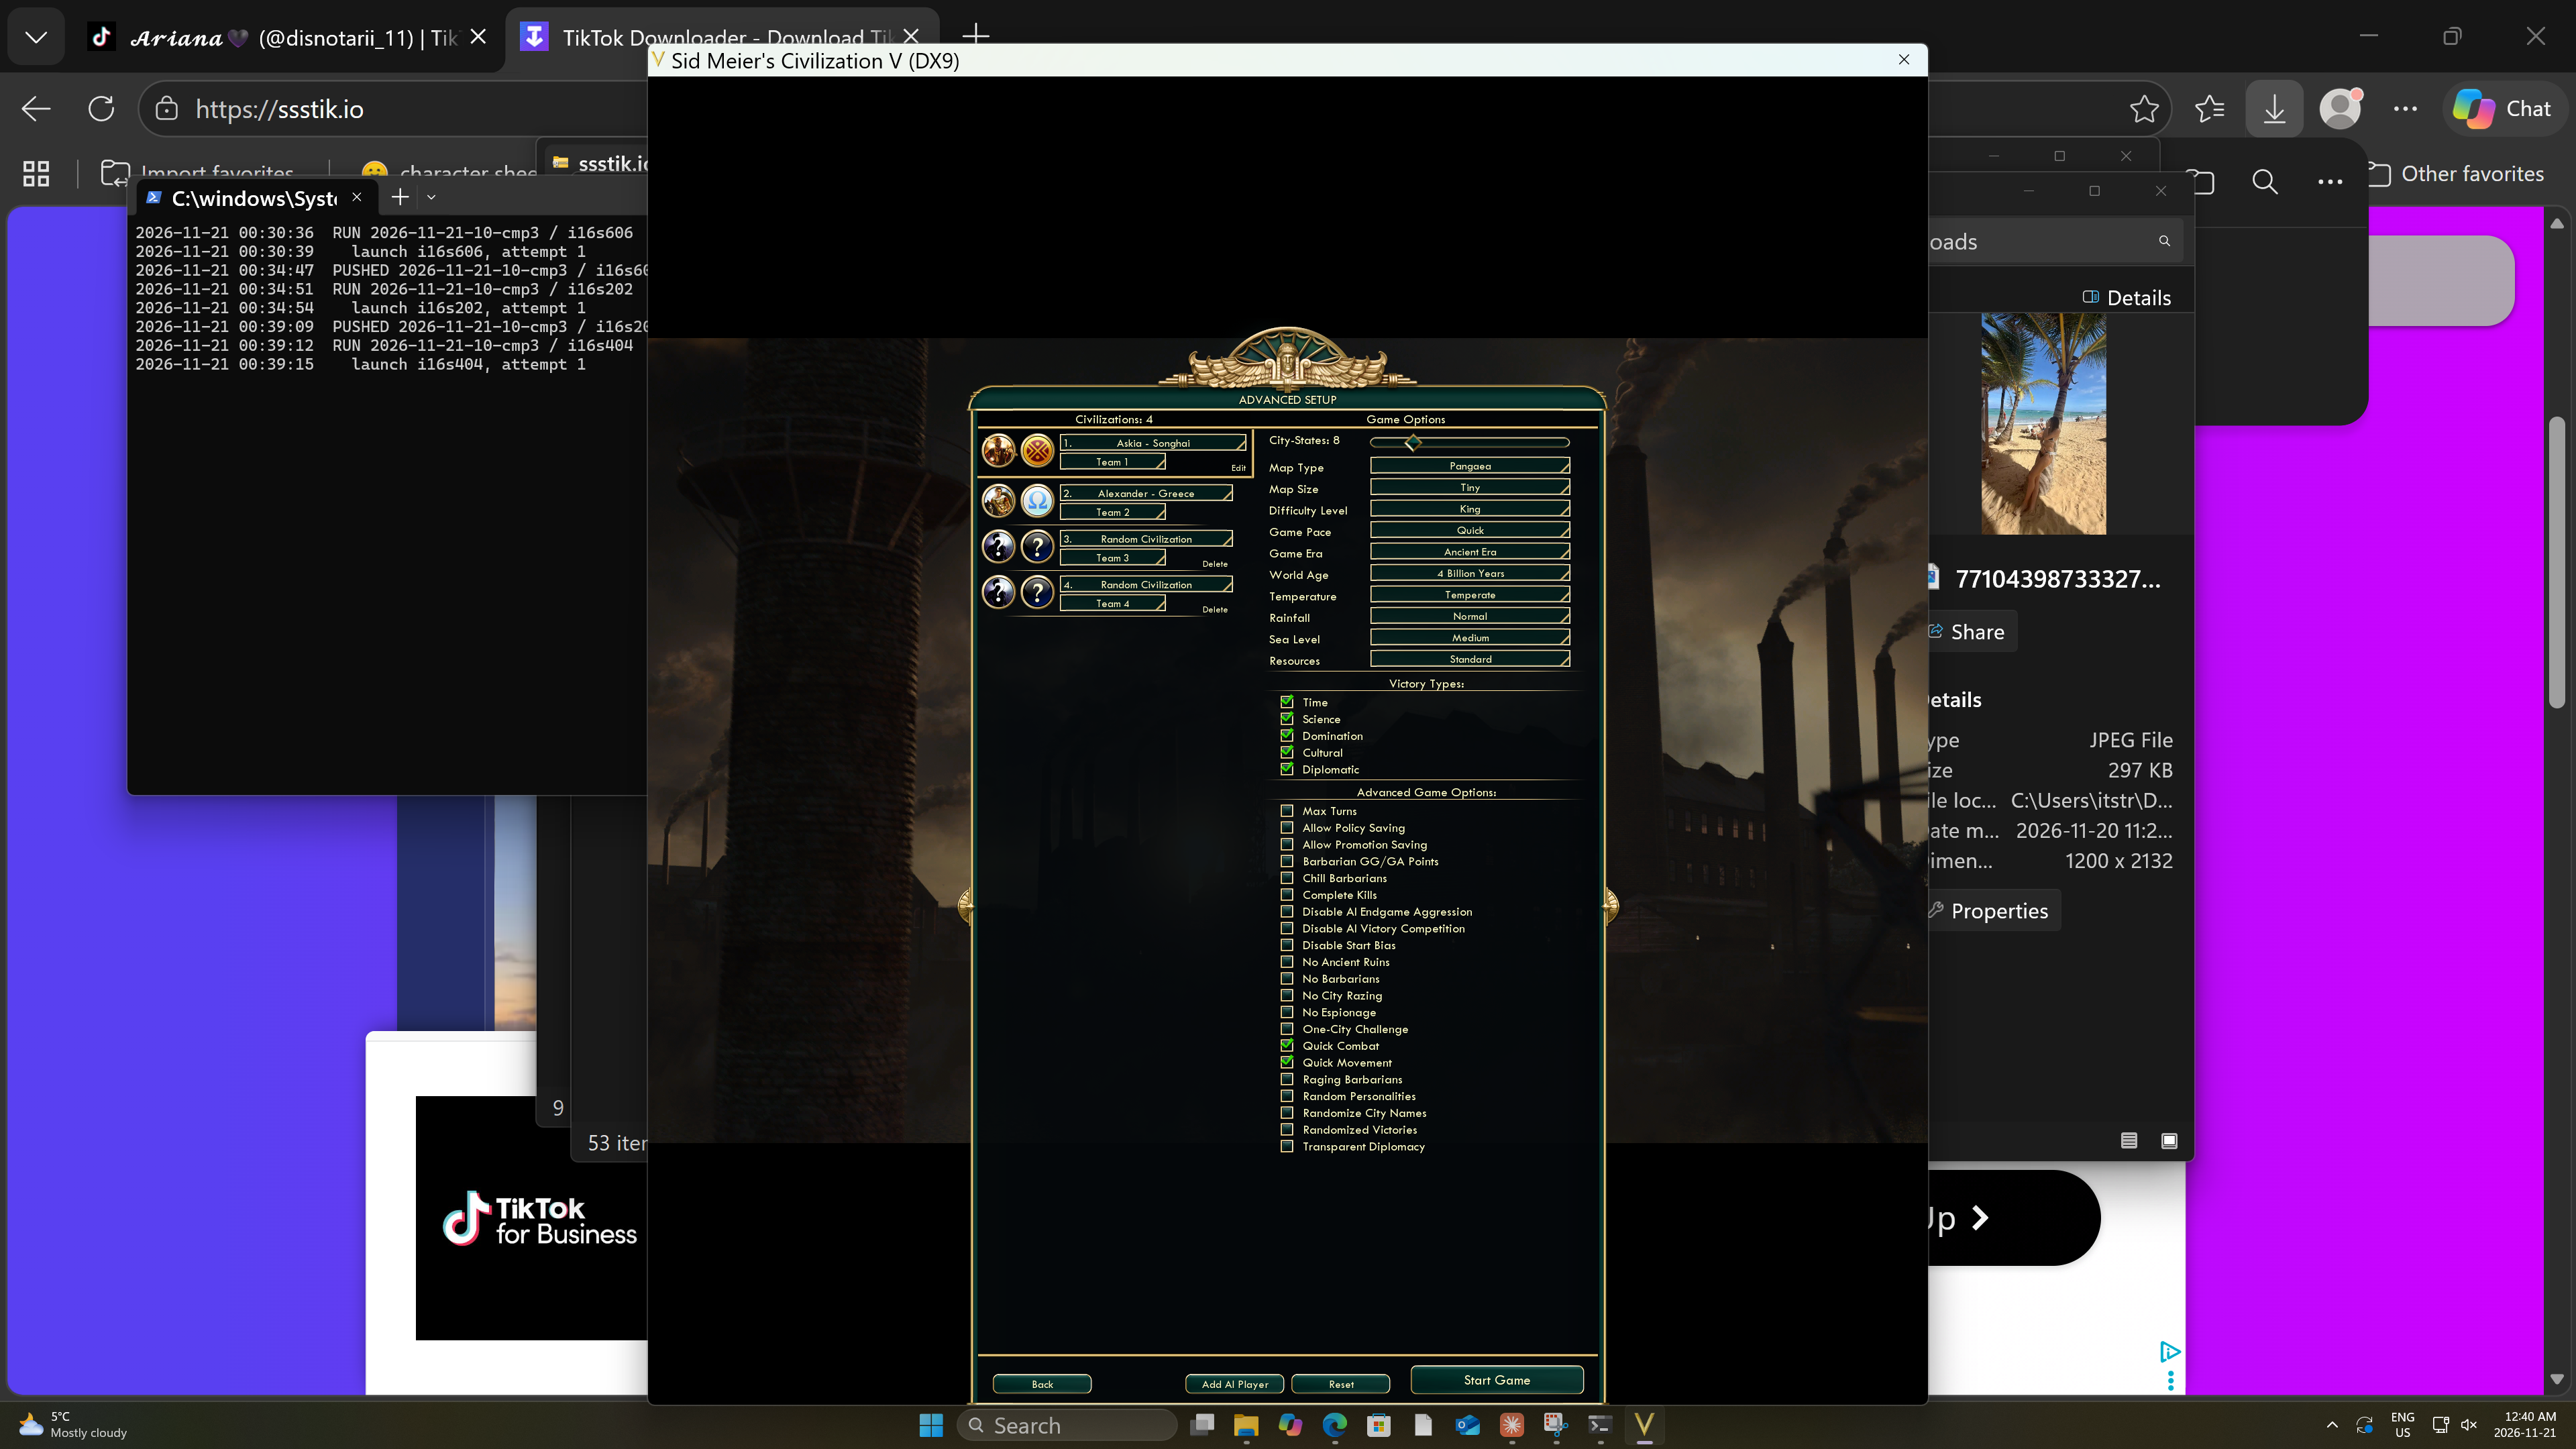 𝓐𝓻𝓲𝓪𝓷𝓪🖤 (@disnotarii_11) | Tik
TikTok Downloader - Download Tik
https://ssstik.io
Chat
Import favorites
character shee
Other favorites
ssstik.io
Sid Meier's Civilization V (DX9)
C:\windows\Syste
2026-11-21 00:30:36  RUN 2026-11-21-10-cmp3 / i16s606
2026-11-21 00:30:39    launch i16s606, attempt 1
2026-11-21 00:34:47  PUSHED 2026-11-21-10-cmp3 / i16s60
2026-11-21 00:34:51  RUN 2026-11-21-10-cmp3 / i16s202
2026-11-21 00:34:54    launch i16s202, attempt 1
2026-11-21 00:39:09  PUSHED 2026-11-21-10-cmp3 / i16s20
2026-11-21 00:39:12  RUN 2026-11-21-10-cmp3 / i16s404
2026-11-21 00:39:15    launch i16s404, attempt 1
ADVANCED SETUP
Civilizations: 4
1. Askia - Songhai
Team 1
Edit
2. Alexander - Greece
Team 2
3. Random Civilization
Team 3
Delete
4. Random Civilization
Team 4
Delete
Game Options
City-States: 8
Map Type Pangaea
Map Size Tiny
Difficulty Level King
Game Pace Quick
Game Era Ancient Era
World Age 4 Billion Years
Temperature Temperate
Rainfall Normal
Sea Level Medium
Resources Standard
Victory Types:
Time
Science
Domination
Cultural
Diplomatic
Advanced Game Options:
Max Turns
Allow Policy Saving
Allow Promotion Saving
Barbarian GG/GA Points
Chill Barbarians
Complete Kills
Disable AI Endgame Aggression
Disable AI Victory Competition
Disable Start Bias
No Ancient Ruins
No Barbarians
No City Razing
No Espionage
One-City Challenge
Quick Combat
Quick Movement
Raging Barbarians
Random Personalities
Randomize City Names
Randomized Victories
Transparent Diplomacy
Back
Add AI Player
Reset
Start Game
oads
Details
77104398733327...
Share
etails
ype JPEG File
ize 297 KB
ile loc... C:\Users\itstr\D...
ate m... 2026-11-20 11:2...
imen... 1200 x 2132
Properties
9
53 iter
TikTok
for Business
Up
5°C
Mostly cloudy
Search
ENG
US
12:40 AM
2026-11-21